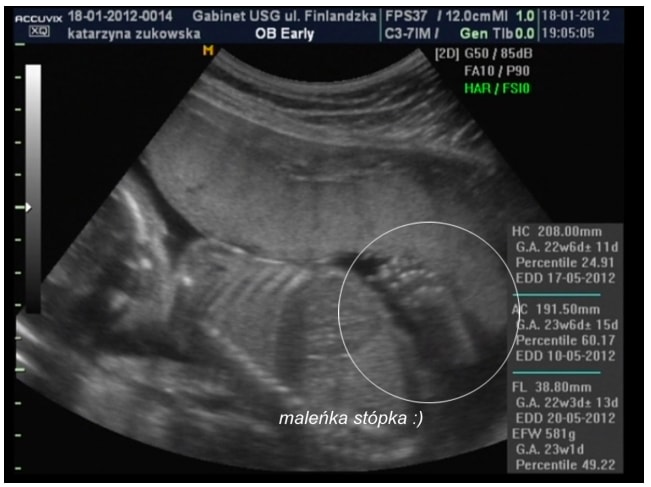 ACCUVIX XQ
18-01-2012-0014 Gabinet USG ul. Finlandzka
katarzyna zukowska OB Early
FPS37 / 12.0cm MI 1.0
C3-7IM / Gen TIb 0.0
18-01-2012
19:05:05
M
[2D] G50 / 85dB
FA10 / P90
HAR / FSI0
HC 208.00mm
G.A. 22w6d± 11d
Percentile 24.91
EDD 17-05-2012
AC 191.50mm
G.A. 23w6d± 15d
Percentile 60.17
EDD 10-05-2012
FL 38.80mm
G.A. 22w3d± 13d
EDD 20-05-2012
EFW 581g
G.A. 23w1d
Percentile 49.22
maleńka stópka :)